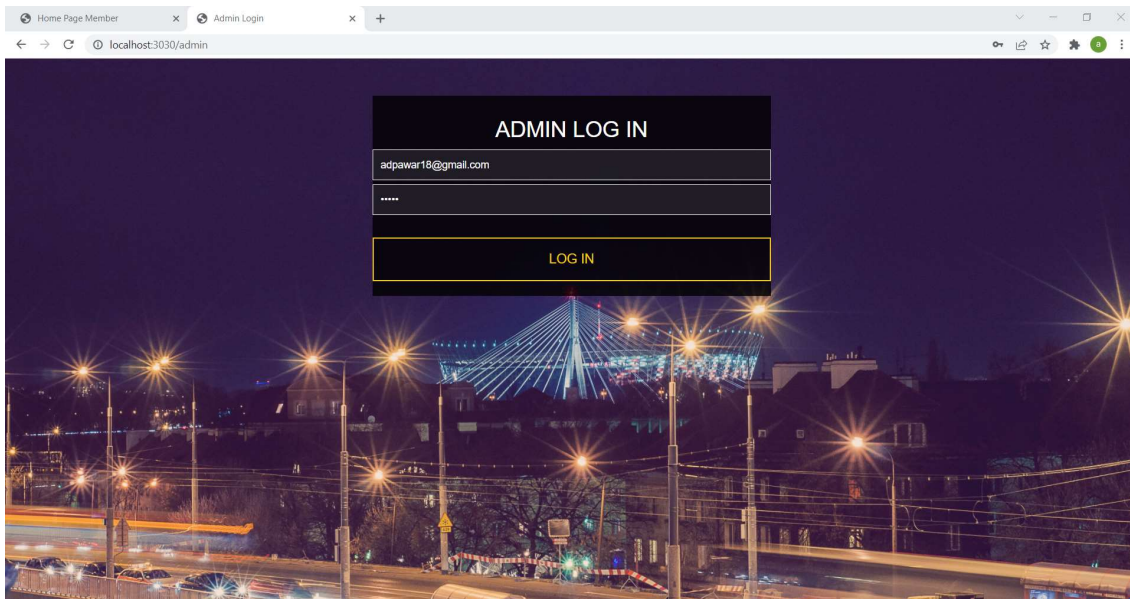 Home Page Member
Admin Login
localhost:3030/admin
a
ADMIN LOG IN
adpawar18@gmail.com
•••••
LOG IN